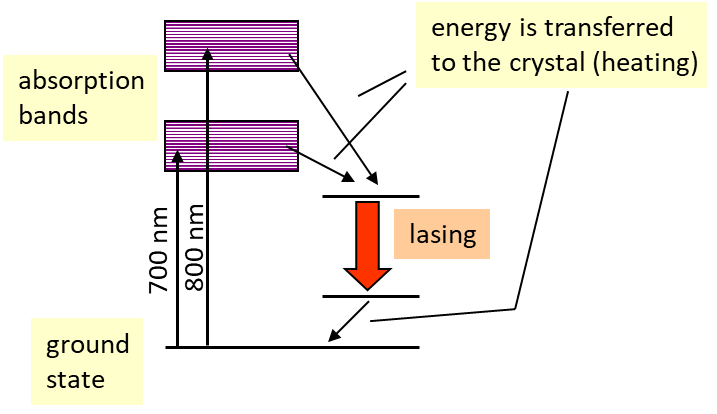 energy is transferred
to the crystal (heating)
absorption
bands
700 nm
800 nm
lasing
ground
state